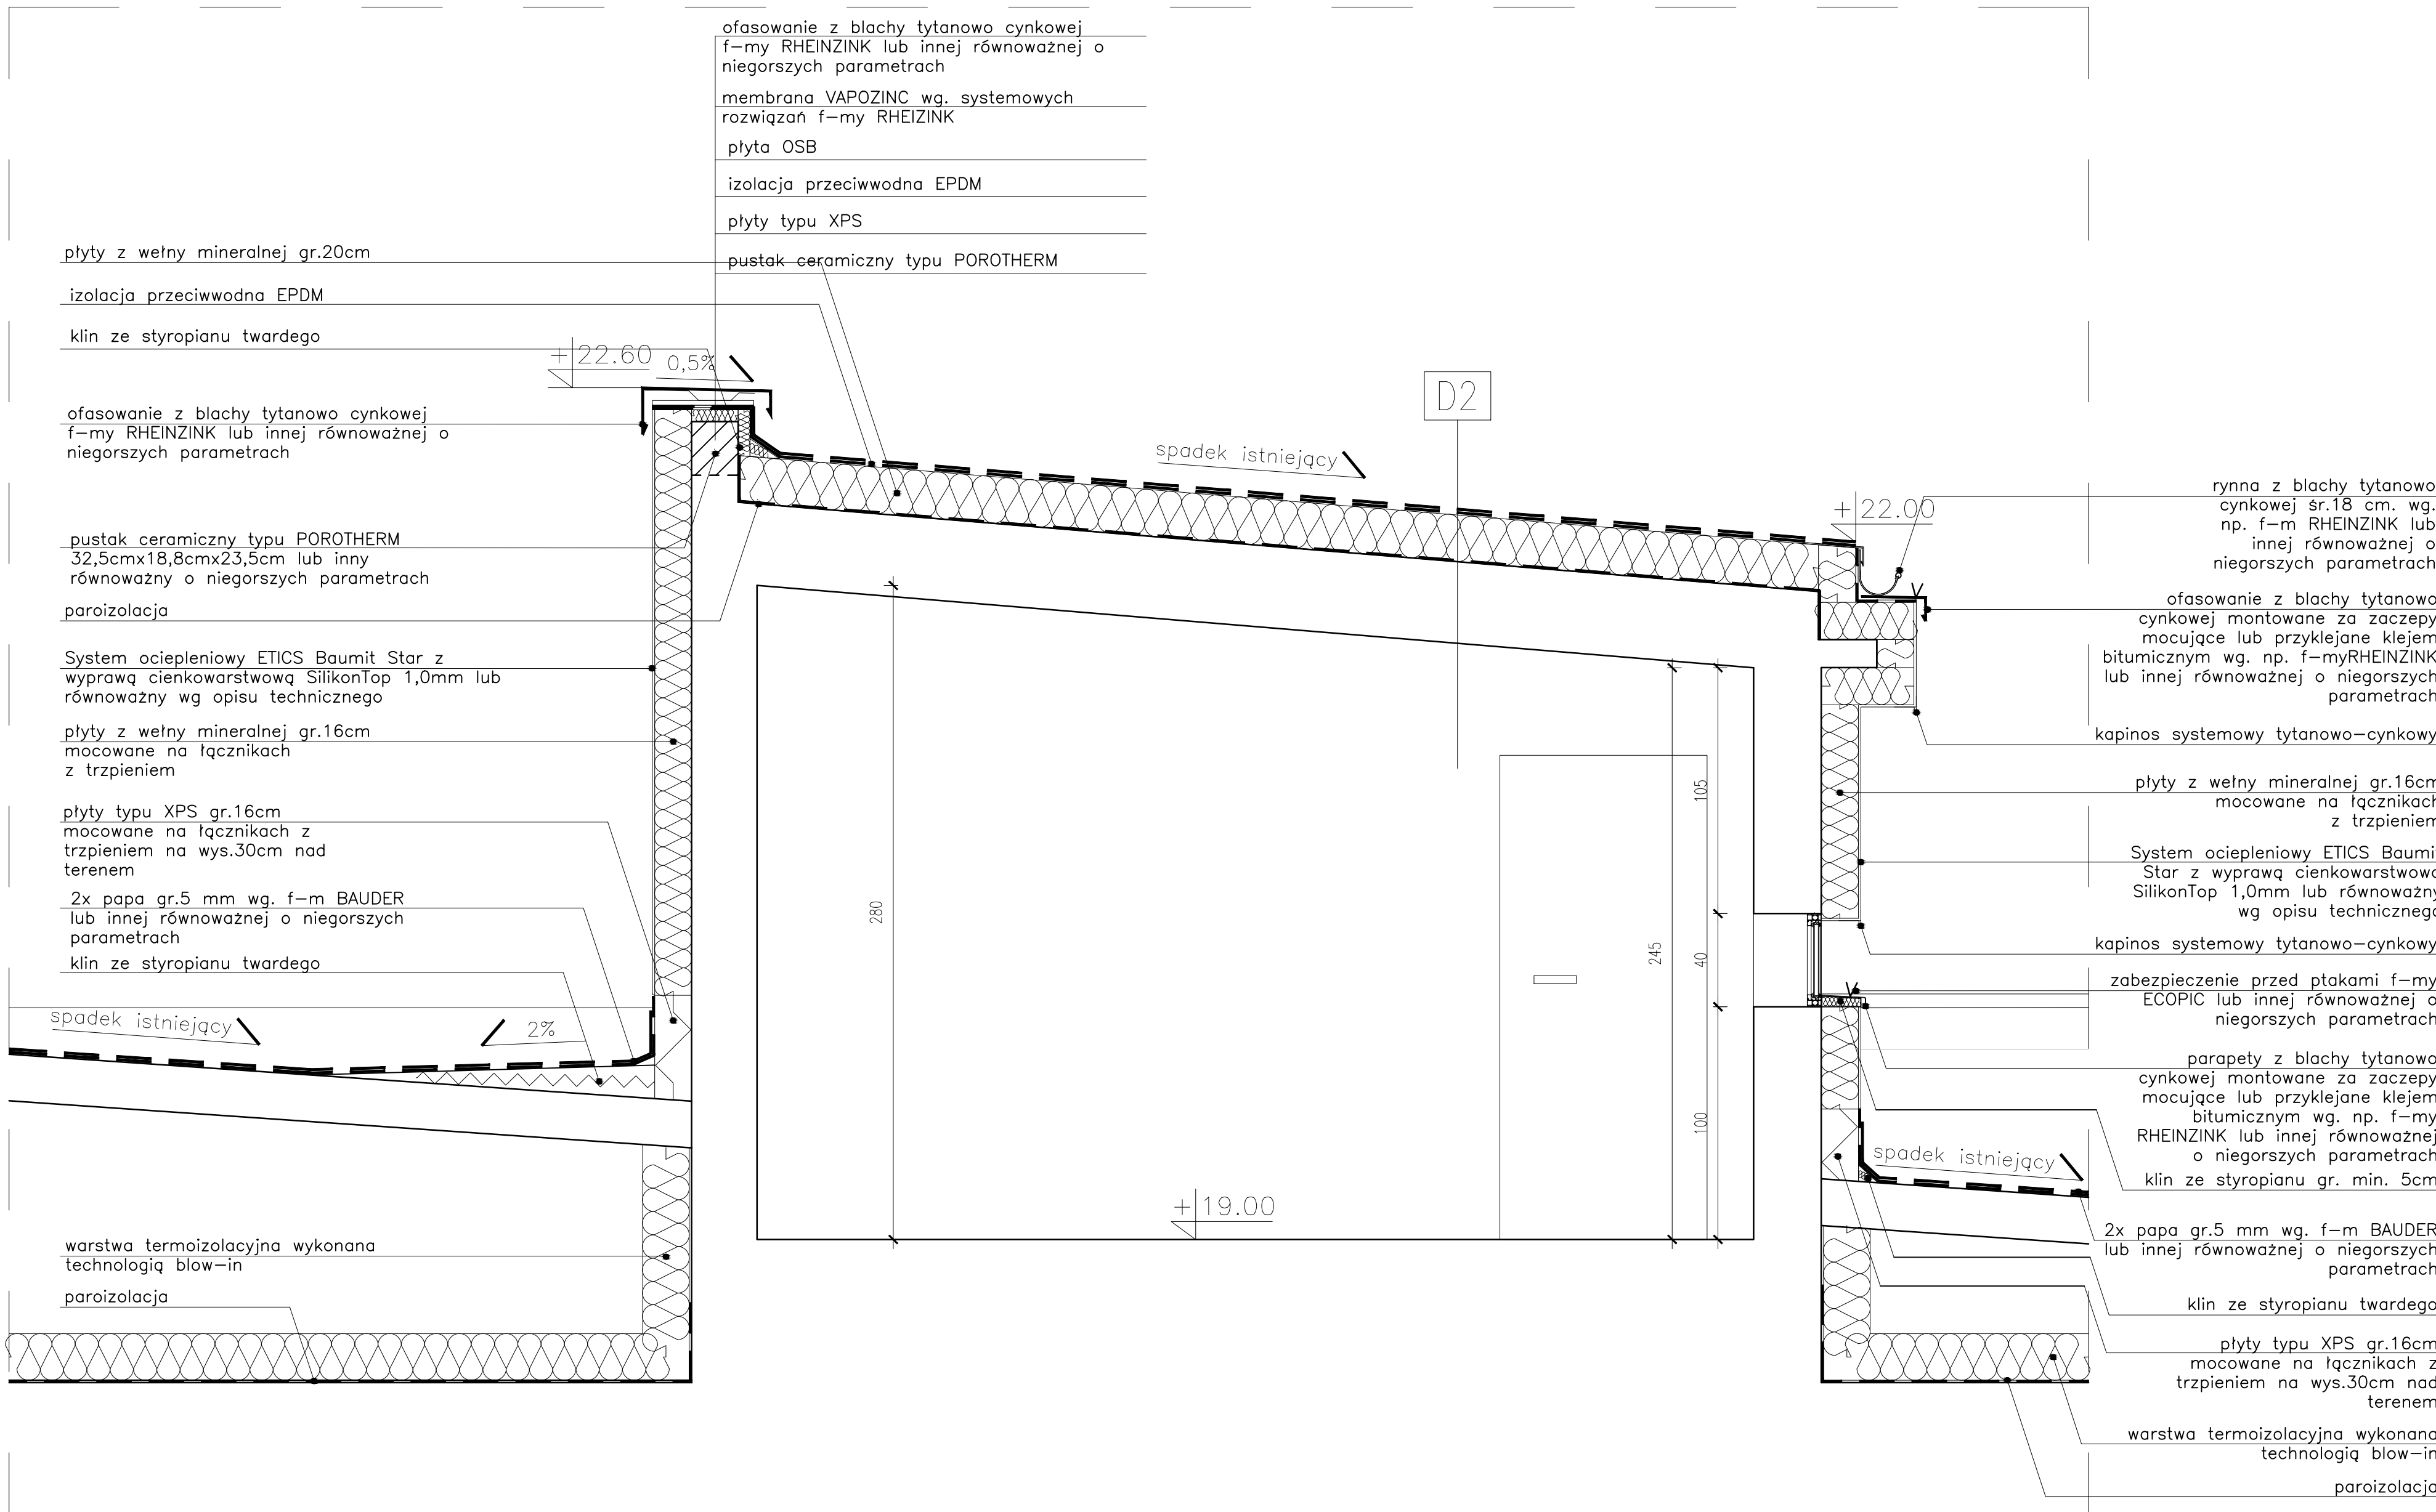 ofasowanie z blachy tytanowo cynkowej
f-my RHEINZINK lub innej równoważnej o
niegorszych parametrach
membrana VAPOZINC wg. systemowych
rozwiązań f-my RHEIZINK
płyta OSB
izolacja przeciwwodna EPDM
płyty typu XPS
pustak ceramiczny typu POROTHERM
płyty z wełny mineralnej gr.20cm
izolacja przeciwwodna EPDM
klin ze styropianu twardego
ofasowanie z blachy tytanowo cynkowej
f-my RHEINZINK lub innej równoważnej o
niegorszych parametrach
pustak ceramiczny typu POROTHERM
32,5cmx18,8cmx23,5cm lub inny
równoważny o niegorszych parametrach
paroizolacja
System ociepleniowy ETICS Baumit Star z
wyprawą cienkowarstwową SilikonTop 1,0mm lub
równoważny wg opisu technicznego
płyty z wełny mineralnej gr.16cm
mocowane na łącznikach
z trzpieniem
płyty typu XPS gr.16cm
mocowane na łącznikach z
trzpieniem na wys.30cm nad
terenem
2x papa gr.5 mm wg. f-m BAUDER
lub innej równoważnej o niegorszych
parametrach
klin ze styropianu twardego
spadek istniejący
2%
warstwa termoizolacyjna wykonana
technologią blow-in
paroizolacja
+22.60
0,5%
D2
spadek istniejący
+22.00
280
245
105
40
100
+19.00
spadek istniejący
rynna z blachy tytanowo
cynkowej śr.18 cm. wg.
np. f-m RHEINZINK lub
innej równoważnej o
niegorszych parametrach
ofasowanie z blachy tytanowo
cynkowej montowane za zaczepy
mocujące lub przyklejane klejem
bitumicznym wg. np. f-myRHEINZINK
lub innej równoważnej o niegorszych
parametrach
kapinos systemowy tytanowo-cynkowy
płyty z wełny mineralnej gr.16cm
mocowane na łącznikach
z trzpieniem
System ociepleniowy ETICS Baumi
Star z wyprawą cienkowarstwową
SilikonTop 1,0mm lub równoważny
wg opisu technicznego
kapinos systemowy tytanowo-cynkowy
zabezpieczenie przed ptakami f-my
ECOPIC lub innej równoważnej o
niegorszych parametrach
parapety z blachy tytanowo
cynkowej montowane za zaczepy
mocujące lub przyklejane klejem
bitumicznym wg. np. f-my
RHEINZINK lub innej równoważnej
o niegorszych parametrach
klin ze styropianu gr. min. 5cm
2x papa gr.5 mm wg. f-m BAUDER
lub innej równoważnej o niegorszych
parametrach
klin ze styropianu twardego
płyty typu XPS gr.16cm
mocowane na łącznikach z
trzpieniem na wys.30cm nad
terenem
warstwa termoizolacyjna wykonana
technologią blow-in
paroizolacja